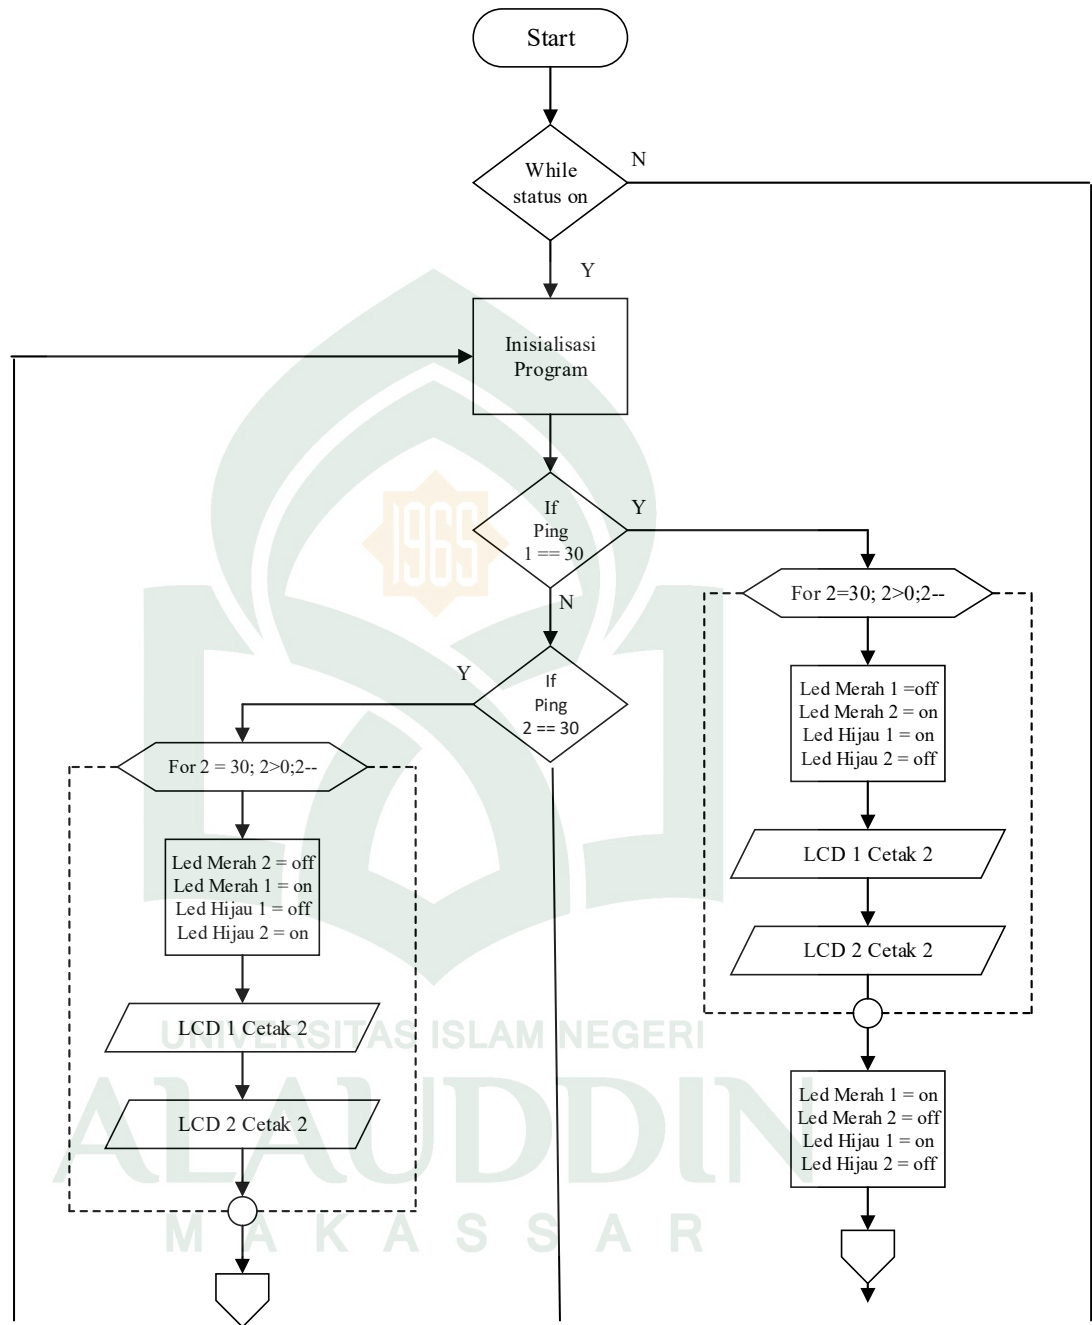 Start
While
status on
N
Y
Inisialisasi
Program
If
Ping
1 == 30
Y
N
For 2=30; 2>0;2--
Led Merah 1 =off
Led Merah 2 = on
Led Hijau 1 = on
Led Hijau 2 = off
LCD 1 Cetak 2
LCD 2 Cetak 2
Led Merah 1 = on
Led Merah 2 = off
Led Hijau 1 = on
Led Hijau 2 = off
If
Ping
2 == 30
Y
For 2 = 30; 2>0;2--
Led Merah 2 = off
Led Merah 1 = on
Led Hijau 1 = off
Led Hijau 2 = on
LCD 1 Cetak 2
LCD 2 Cetak 2
1965
UNIVERSITAS ISLAM NEGERI
ALAUDDIN
MAKASSAR